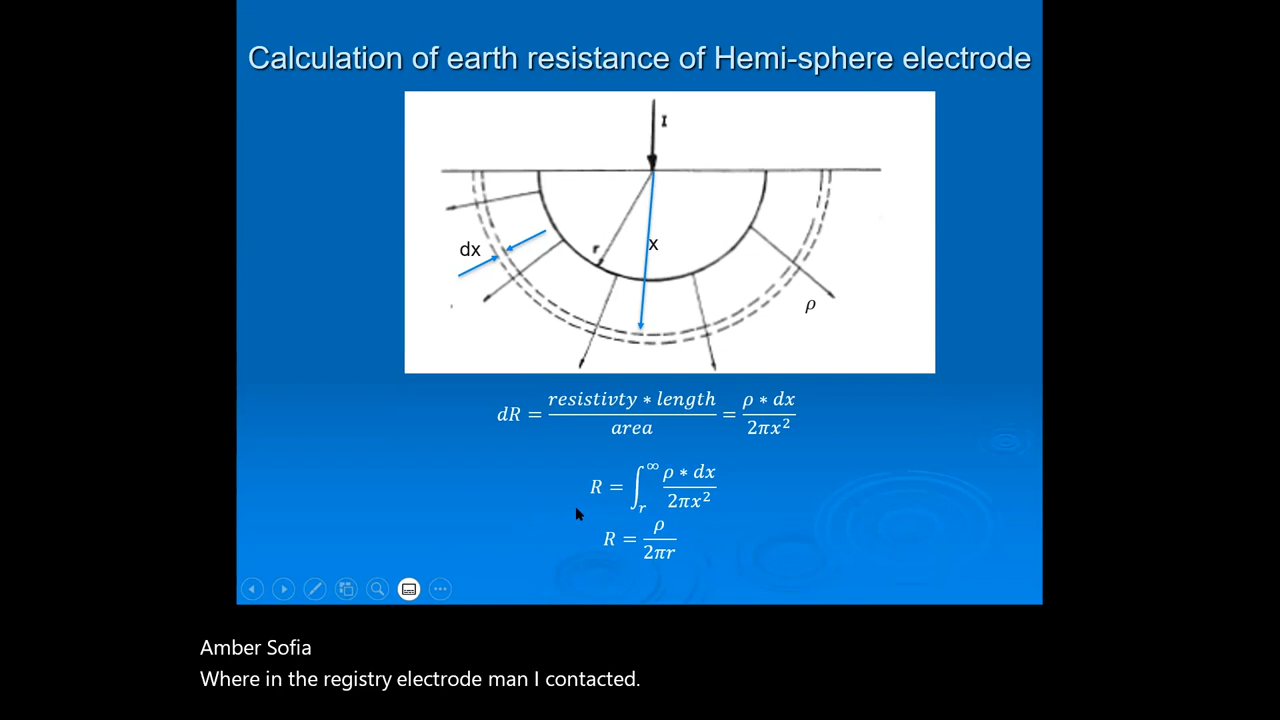 Calculation of earth resistance of Hemi-sphere electrode
I
r
x
dx
ρ
dR = resistivty * length / area = ρ * dx / 2πx²
R = ∫_r^∞ ρ * dx / 2πx²
R = ρ / 2πr
Amber Sofia
Where in the registry electrode man I contacted.